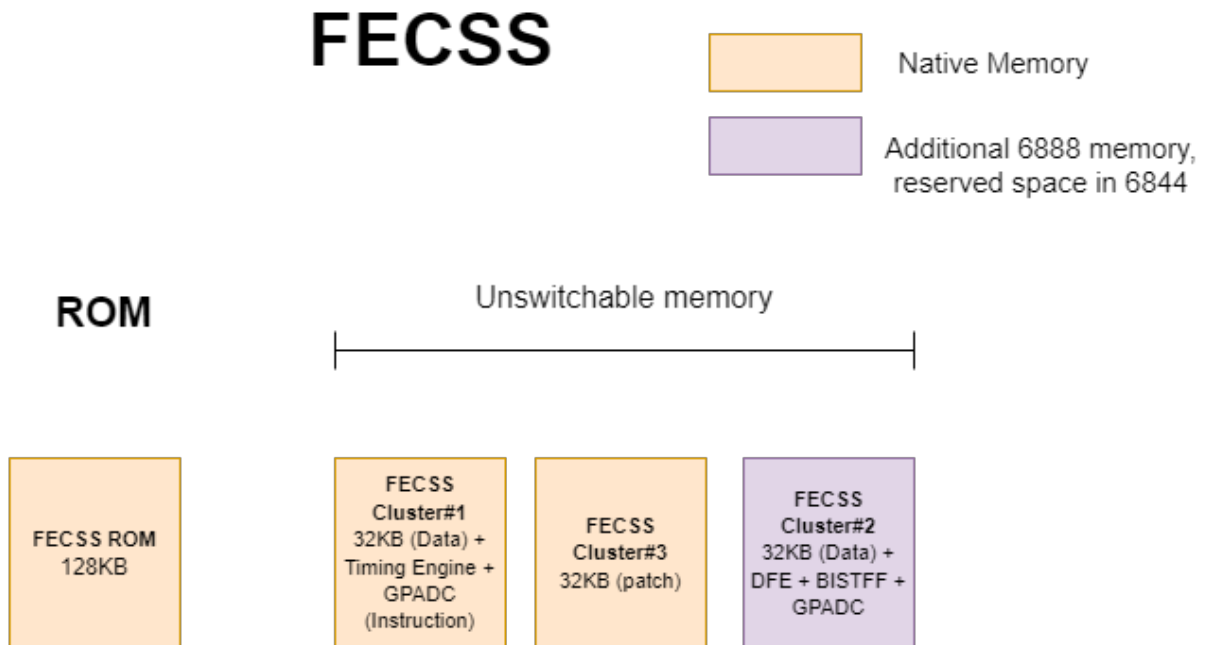 FECSS
Native Memory
Additional 6888 memory,
reserved space in 6844
ROM
Unswitchable memory
FECSS ROM
128KB
FECSS
Cluster#1
32KB (Data) +
Timing Engine +
GPADC
(Instruction)
FECSS
Cluster#3
32KB (patch)
FECSS
Cluster#2
32KB (Data) +
DFE + BISTFF +
GPADC